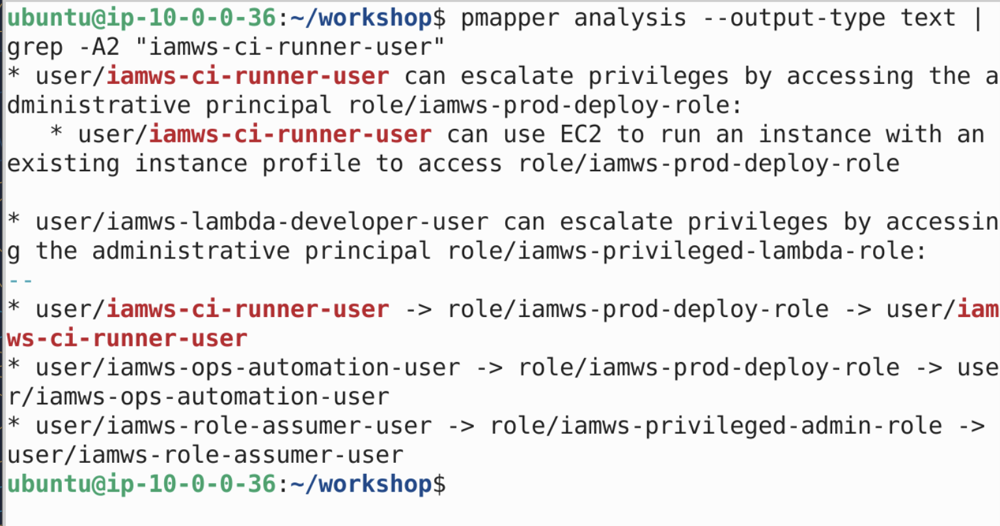 ubuntu@ip-10-0-0-36:~/workshop$ pmapper analysis --output-type text |
grep -A2 "iamws-ci-runner-user"
* user/iamws-ci-runner-user can escalate privileges by accessing the a
dministrative principal role/iamws-prod-deploy-role:
   * user/iamws-ci-runner-user can use EC2 to run an instance with an
existing instance profile to access role/iamws-prod-deploy-role

* user/iamws-lambda-developer-user can escalate privileges by accessin
g the administrative principal role/iamws-privileged-lambda-role:
--
* user/iamws-ci-runner-user -> role/iamws-prod-deploy-role -> user/iam
ws-ci-runner-user
* user/iamws-ops-automation-user -> role/iamws-prod-deploy-role -> use
r/iamws-ops-automation-user
* user/iamws-role-assumer-user -> role/iamws-privileged-admin-role ->
user/iamws-role-assumer-user
ubuntu@ip-10-0-0-36:~/workshop$